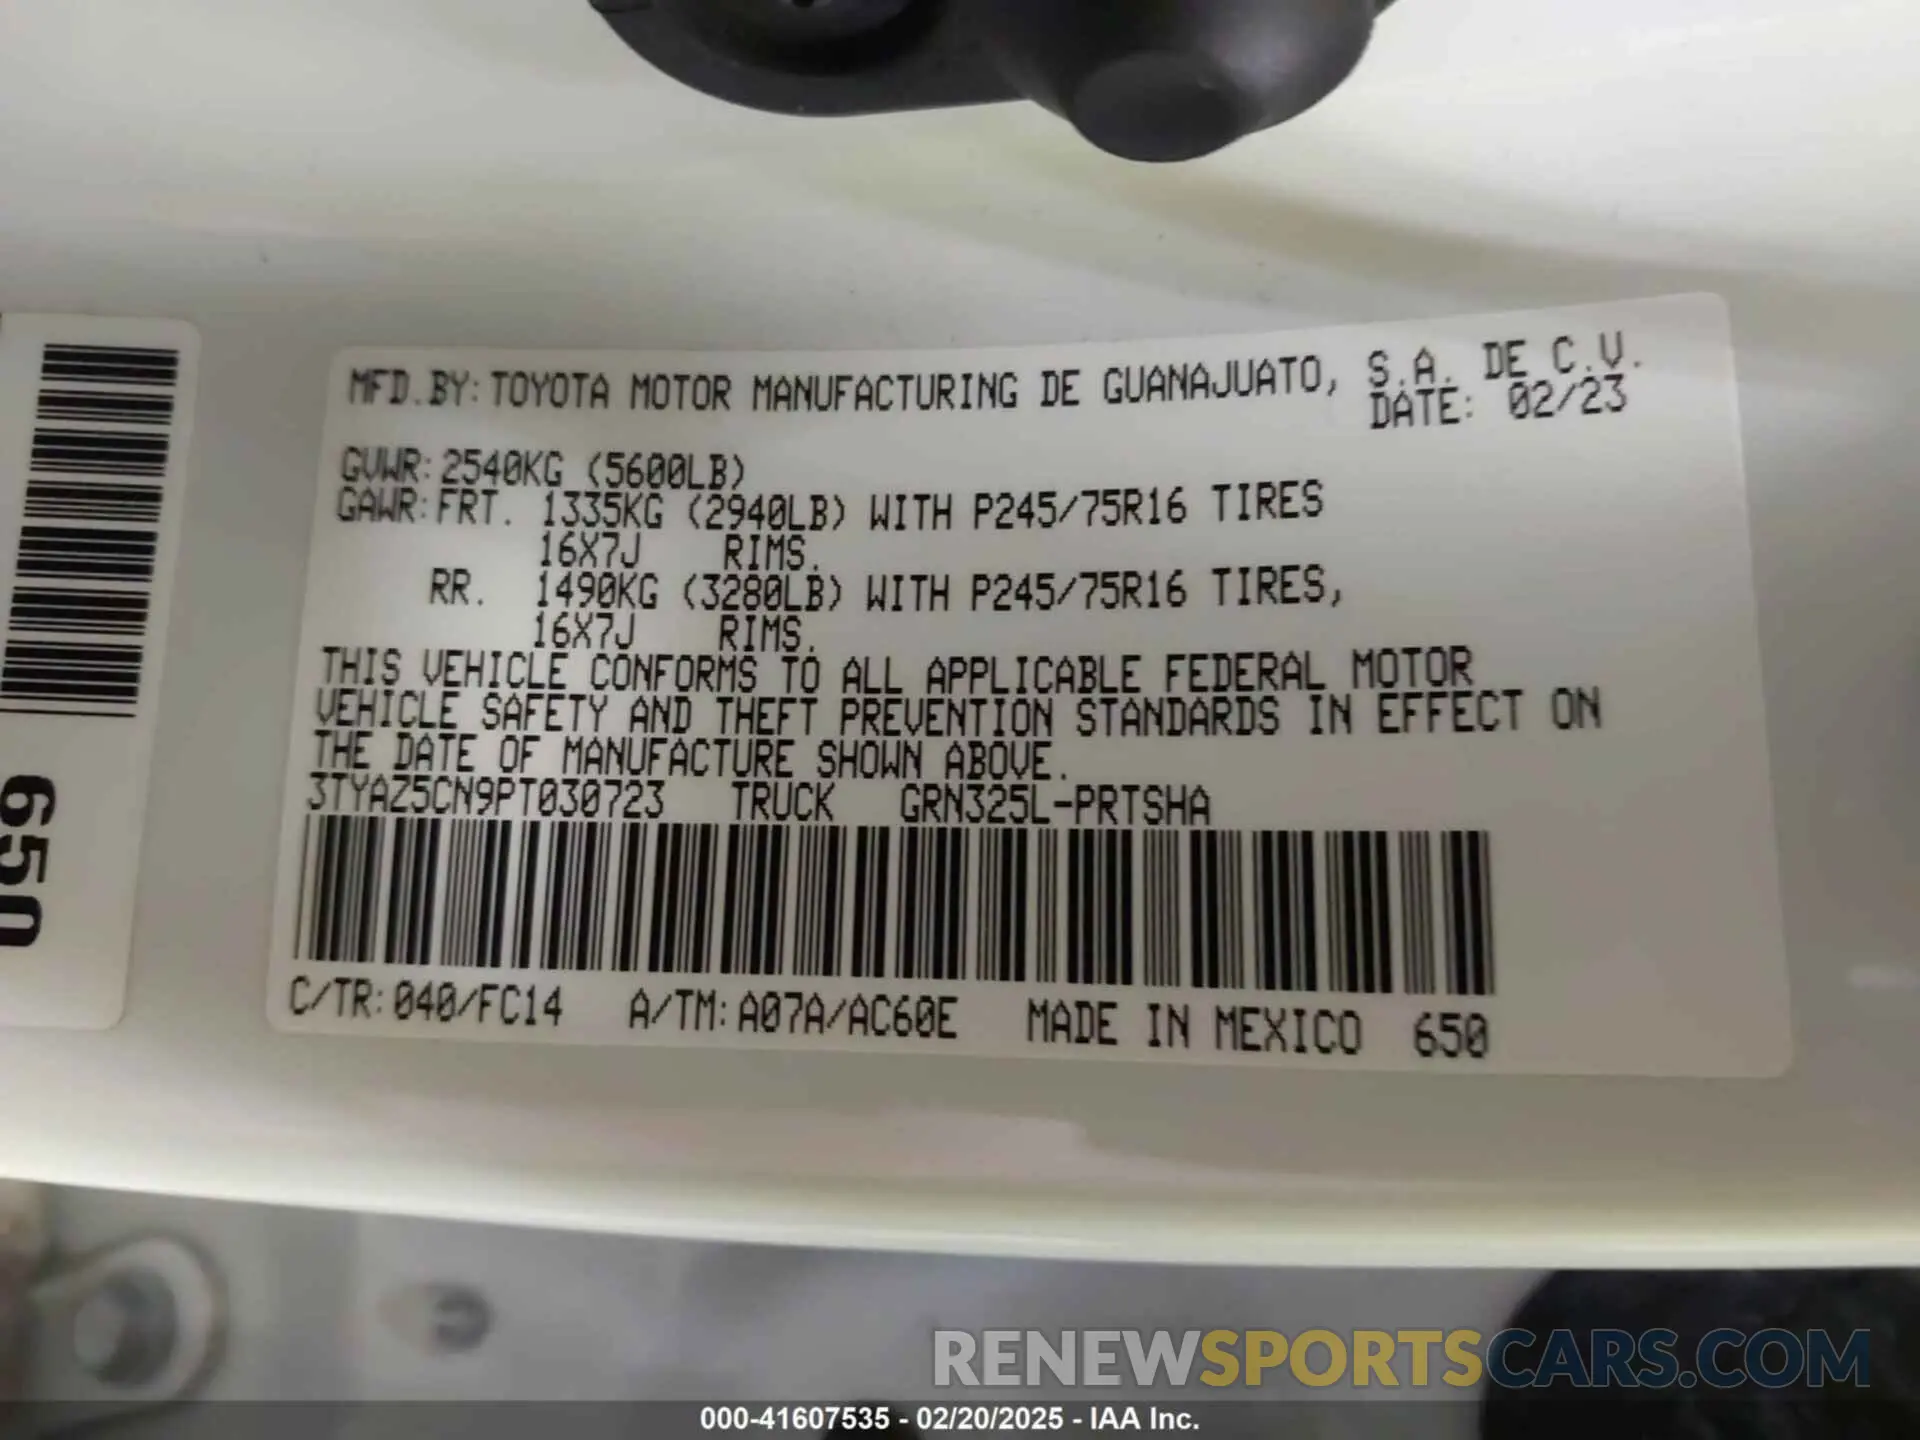 MFD.BY: TOYOTA MOTOR MANUFACTURING DE GUANAJUATO, S.A. DE C.V.
DATE: 02/23
GVWR: 2540KG (5600LB)
GAWR: FRT. 1335KG (2940LB) WITH P245/75R16 TIRES
16X7J RIMS.
RR. 1490KG (3280LB) WITH P245/75R16 TIRES,
16X7J RIMS.
THIS VEHICLE CONFORMS TO ALL APPLICABLE FEDERAL MOTOR
VEHICLE SAFETY AND THEFT PREVENTION STANDARDS IN EFFECT ON
THE DATE OF MANUFACTURE SHOWN ABOVE.
3TYAZ5CN9PT030723 TRUCK GRN325L-PRTSHA
C/TR: 040/FC14 A/TM: A07A/AC60E MADE IN MEXICO 650
650
RENEWSPORTSCARS.COM
000-41607535 - 02/20/2025 - IAA Inc.